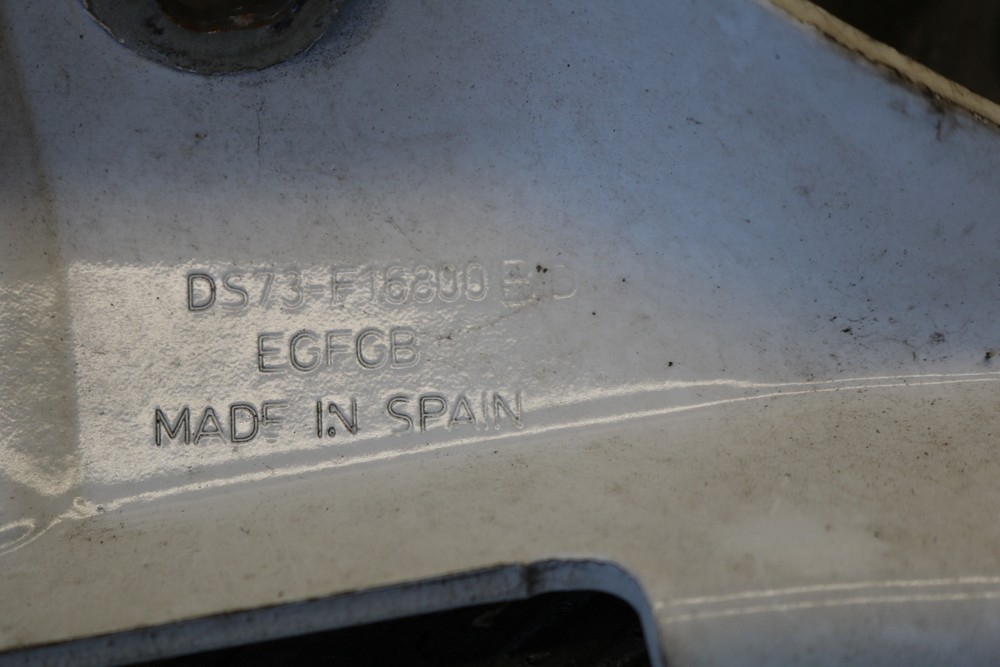 DS73-F16800
EGFGB
MADE IN SPAIN